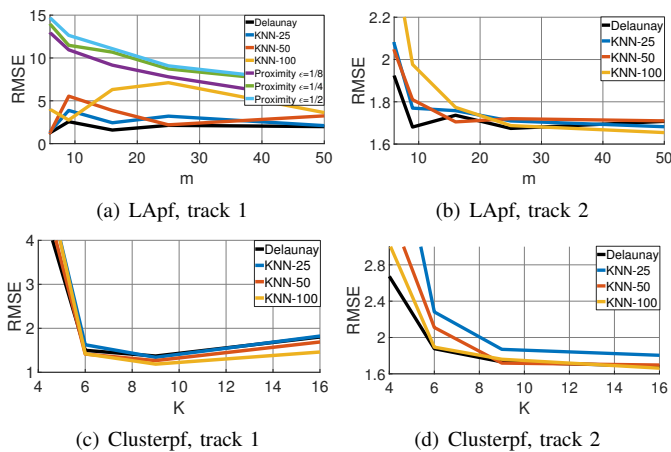 15
10
5
0
RMSE
10 20 30 40 50
m
Delaunay
KNN-25
KNN-50
KNN-100
Proximity ϵ=1/8
Proximity ϵ=1/4
Proximity ϵ=1/2
(a) LApf, track 1
2.2
2
1.8
1.6
RMSE
10 20 30 40 50
m
Delaunay
KNN-25
KNN-50
KNN-100
(b) LApf, track 2
4
3
2
1
RMSE
4 6 8 10 12 14 16
K
Delaunay
KNN-25
KNN-50
KNN-100
(c) Clusterpf, track 1
2.8
2.4
2
1.6
RMSE
4 6 8 10 12 14 16
K
Delaunay
KNN-25
KNN-50
KNN-100
(d) Clusterpf, track 2